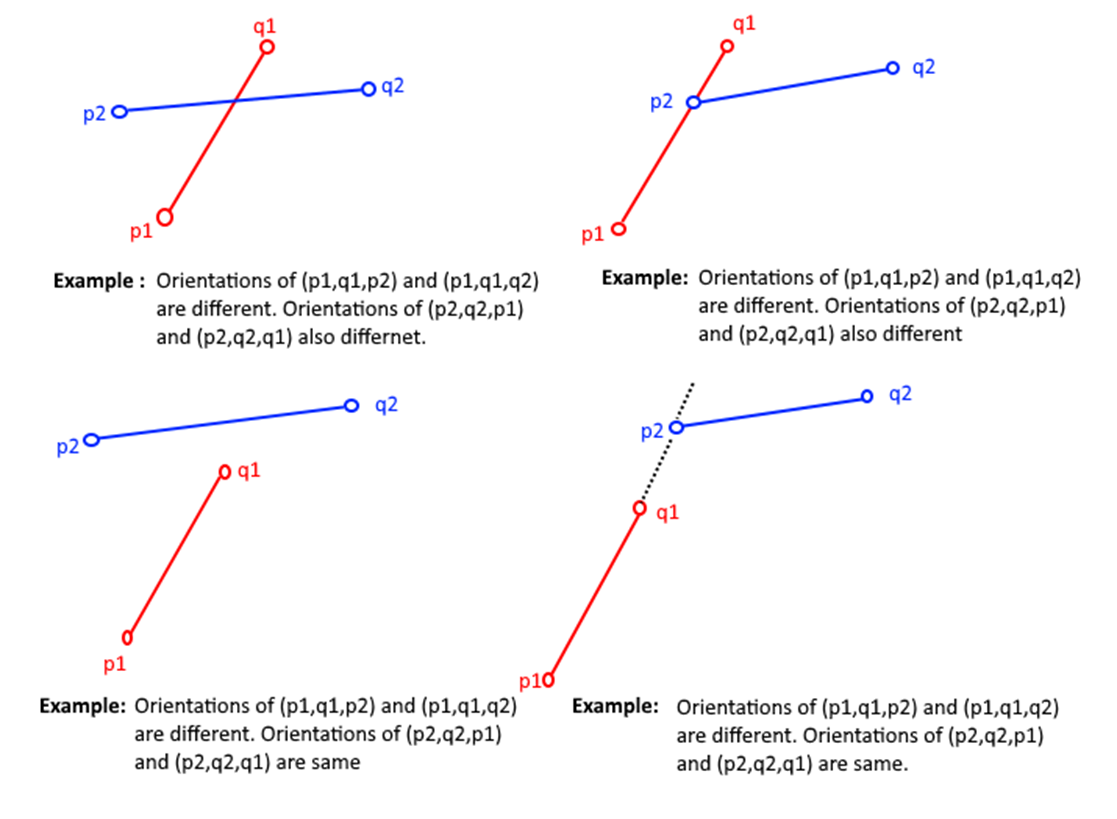 q1
p2
q2
p1
q1
p2
q2
p1
Example : Orientations of (p1,q1,p2) and (p1,q1,q2)
are different. Orientations of (p2,q2,p1)
and (p2,q2,q1) also differnet.
Example: Orientations of (p1,q1,p2) and (p1,q1,q2)
are different. Orientations of (p2,q2,p1)
and (p2,q2,q1) also different
p2
q2
q1
p1
p2
q2
q1
p1
Example: Orientations of (p1,q1,p2) and (p1,q1,q2)
are different. Orientations of (p2,q2,p1)
and (p2,q2,q1) are same
Example: Orientations of (p1,q1,p2) and (p1,q1,q2)
are different. Orientations of (p2,q2,p1)
and (p2,q2,q1) are same.